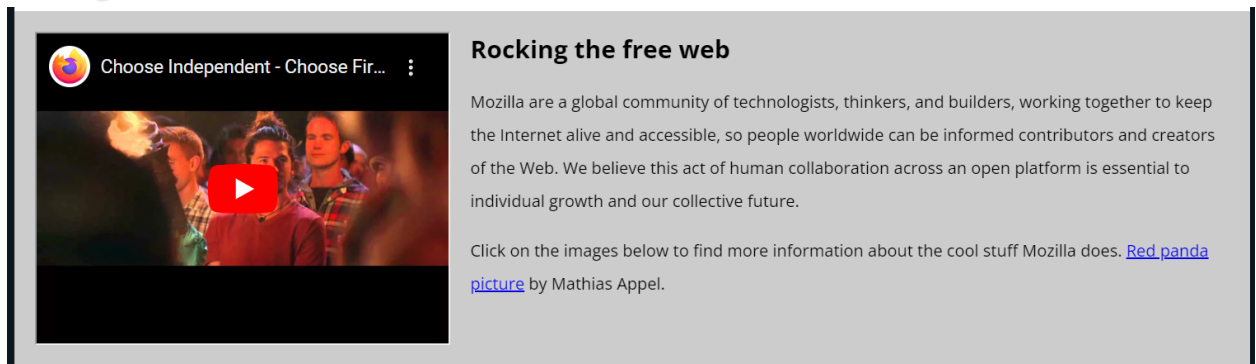 Choose Independent - Choose Fir...
Rocking the free web
Mozilla are a global community of technologists, thinkers, and builders, working together to keep
the Internet alive and accessible, so people worldwide can be informed contributors and creators
of the Web. We believe this act of human collaboration across an open platform is essential to
individual growth and our collective future.
Click on the images below to find more information about the cool stuff Mozilla does. Red panda
picture by Mathias Appel.